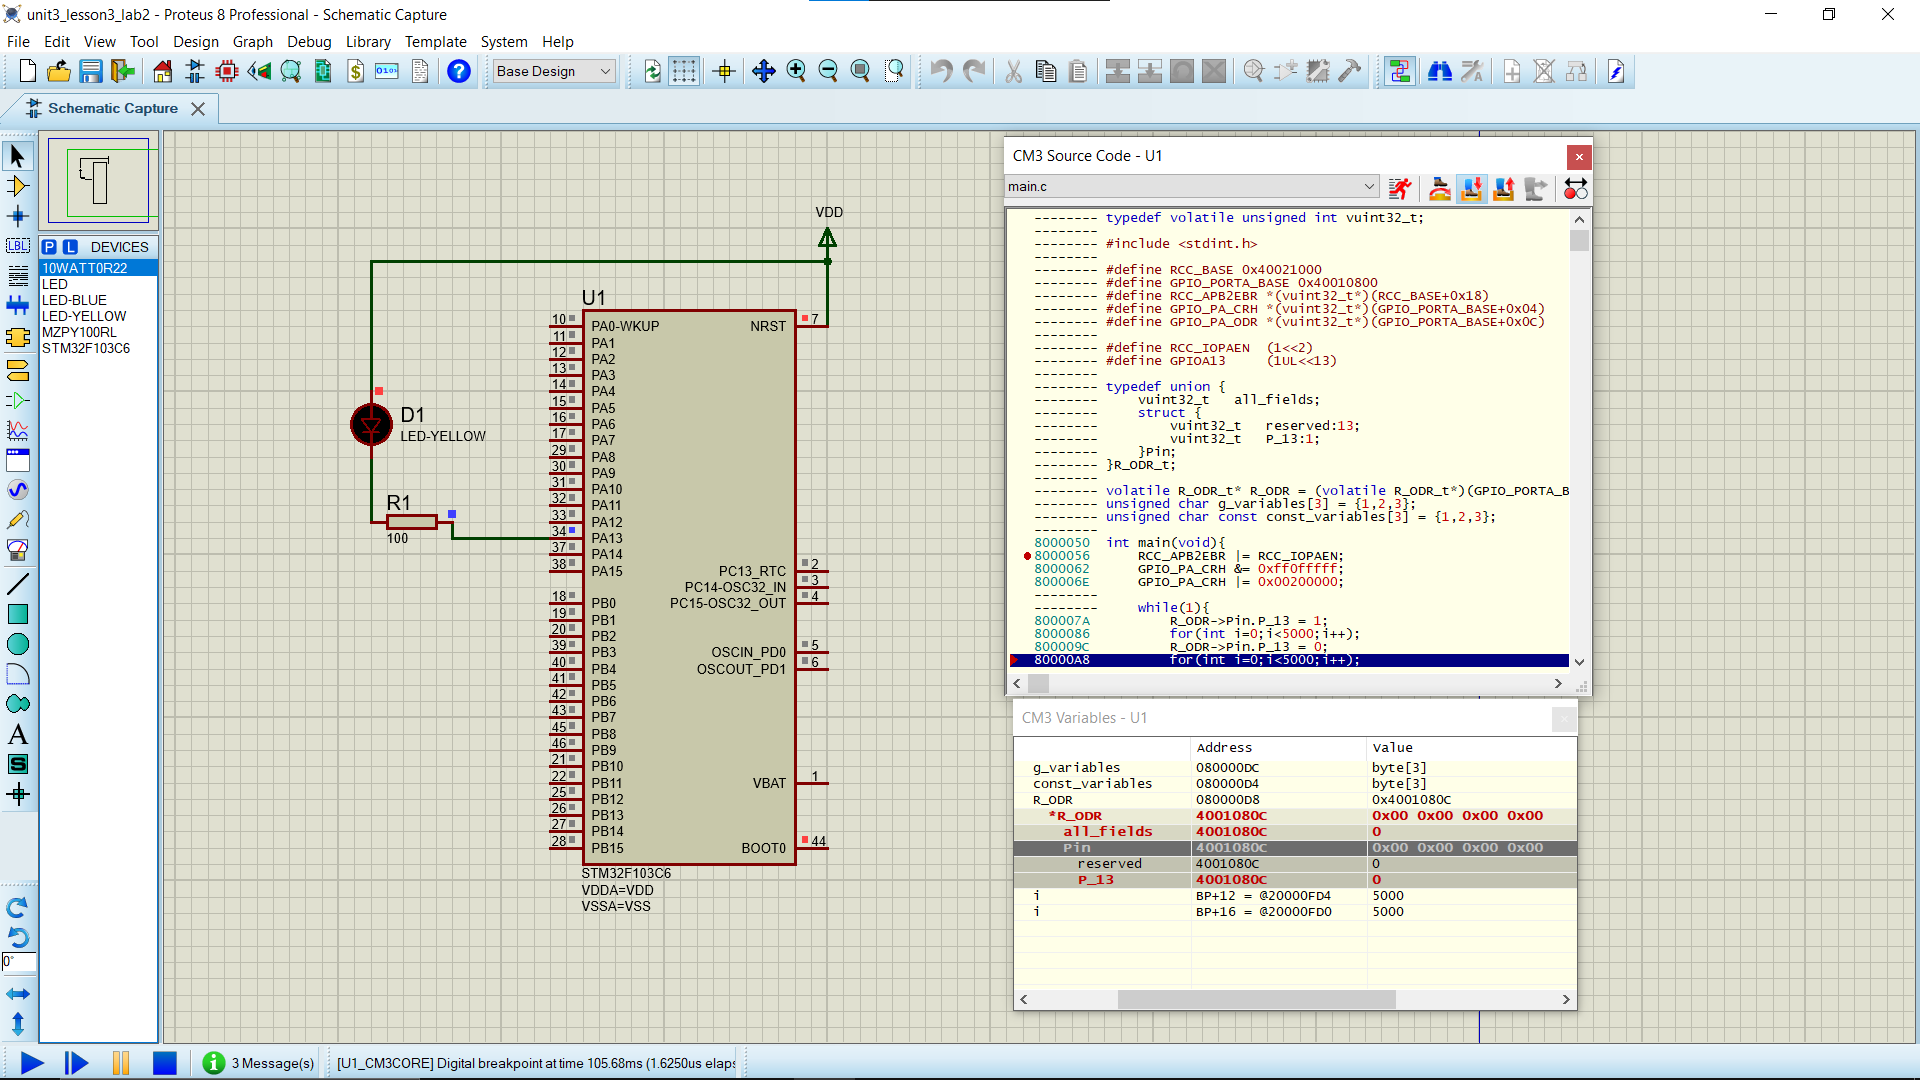 unit3_lesson3_lab2 - Proteus 8 Professional - Schematic Capture
File Edit View Tool Design Graph Debug Library Template System Help
Base Design
Schematic Capture
P L DEVICES
10WATT0R22
LED
LED-BLUE
LED-YELLOW
MZPY100RL
STM32F103C6
LBL
A
S
0°
VDD
D1
LED-YELLOW
R1
100
U1
10 PA0-WKUP NRST 7
11 PA1
12 PA2
13 PA3
14 PA4
15 PA5
16 PA6
17 PA7
29 PA8
30 PA9
31 PA10
32 PA11
33 PA12
34 PA13
37 PA14
38 PA15 PC13_RTC 2
PC14-OSC32_IN 3
18 PB0 PC15-OSC32_OUT 4
19 PB1
20 PB2
39 PB3 OSCIN_PD0 5
40 PB4 OSCOUT_PD1 6
41 PB5
42 PB6
43 PB7
45 PB8
46 PB9
21 PB10
22 PB11 VBAT 1
25 PB12
26 PB13
27 PB14
28 PB15 BOOT0 44
STM32F103C6
VDDA=VDD
VSSA=VSS
CM3 Source Code - U1
main.c
-------- typedef volatile unsigned int vuint32_t;
--------
-------- #include <stdint.h>
--------
-------- #define RCC_BASE 0x40021000
-------- #define GPIO_PORTA_BASE 0x40010800
-------- #define RCC_APB2EBR *(vuint32_t*)(RCC_BASE+0x18)
-------- #define GPIO_PA_CRH *(vuint32_t*)(GPIO_PORTA_BASE+0x04)
-------- #define GPIO_PA_ODR *(vuint32_t*)(GPIO_PORTA_BASE+0x0C)
--------
-------- #define RCC_IOPAEN (1<<2)
-------- #define GPIOA13 (1UL<<13)
--------
-------- typedef union {
-------- vuint32_t all_fields;
-------- struct {
-------- vuint32_t reserved:13;
-------- vuint32_t P_13:1;
-------- }Pin;
-------- }R_ODR_t;
--------
-------- volatile R_ODR_t* R_ODR = (volatile R_ODR_t*)(GPIO_PORTA_B
-------- unsigned char g_variables[3] = {1,2,3};
-------- unsigned char const const_variables[3] = {1,2,3};
--------
8000050 int main(void){
8000056 RCC_APB2EBR |= RCC_IOPAEN;
8000062 GPIO_PA_CRH &= 0xff0fffff;
800006E GPIO_PA_CRH |= 0x00200000;
--------
-------- while(1){
800007A R_ODR->Pin.P_13 = 1;
8000086 for(int i=0;i<5000;i++);
800009C R_ODR->Pin.P_13 = 0;
80000A8 for(int i=0;i<5000;i++);
CM3 Variables - U1
Address Value
g_variables 080000DC byte[3]
const_variables 080000D4 byte[3]
R_ODR 080000D8 0x4001080C
*R_ODR 4001080C 0x00 0x00 0x00 0x00
all_fields 4001080C 0
Pin 4001080C 0x00 0x00 0x00 0x00
reserved 4001080C 0
P_13 4001080C 0
i BP+12 = @20000FD4 5000
i BP+16 = @20000FD0 5000
3 Message(s)
[U1_CM3CORE] Digital breakpoint at time 105.68ms (1.6250us elaps